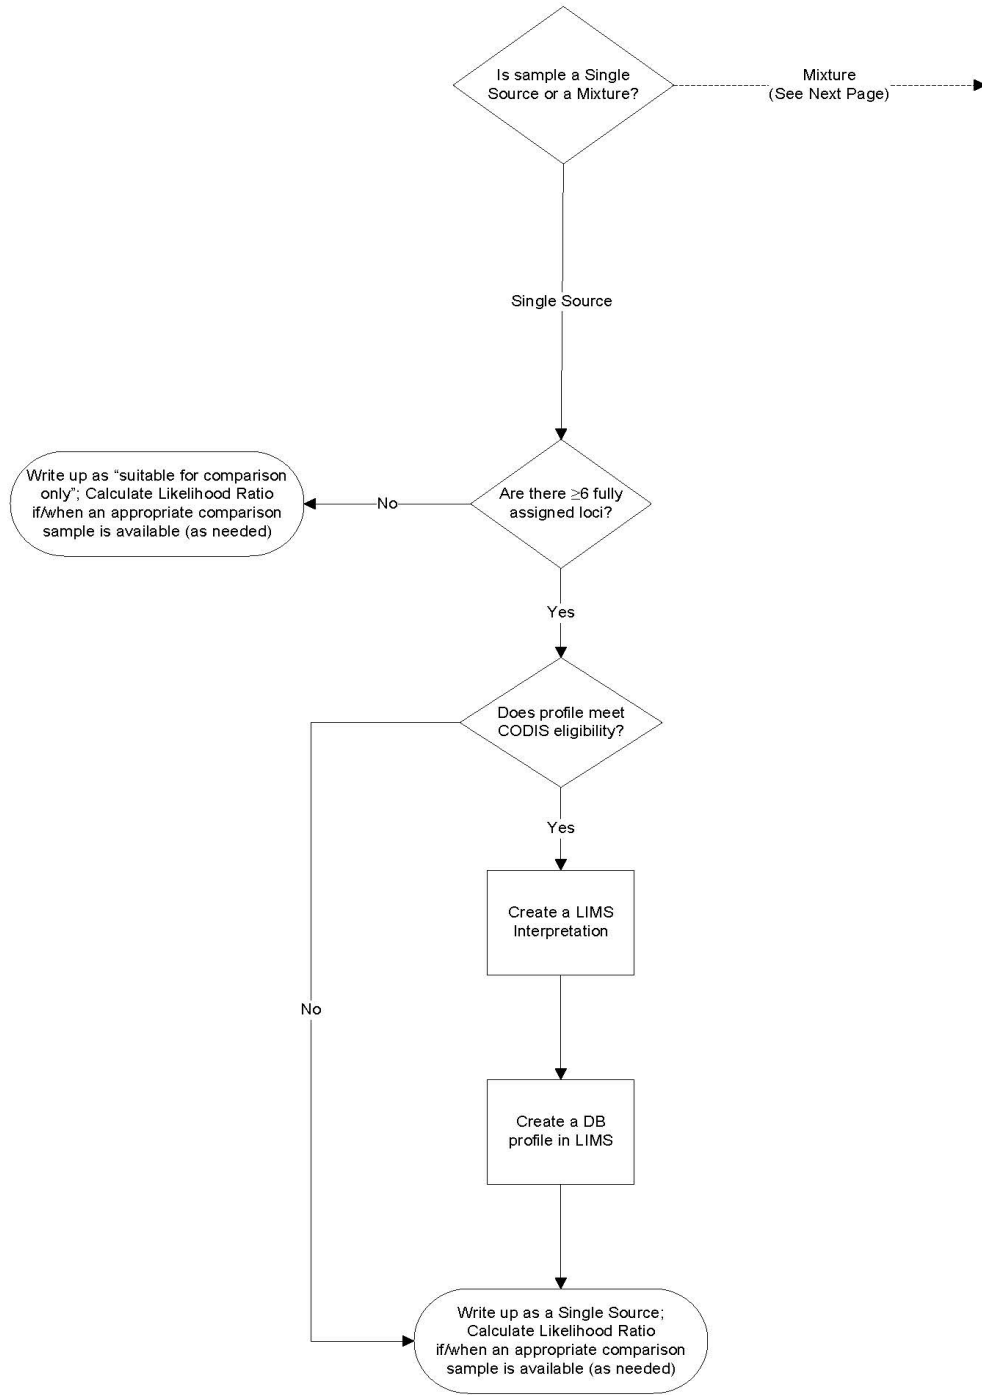 Is sample a Single
Source or a Mixture?
Mixture
(See Next Page)
Single Source
Write up as “suitable for comparison
only”; Calculate Likelihood Ratio
if/when an appropriate comparison
sample is available (as needed)
No
Are there ≥6 fully
assigned loci?
Yes
Does profile meet
CODIS eligibility?
Yes
Create a LIMS
Interpretation
No
Create a DB
profile in LIMS
Write up as a Single Source;
Calculate Likelihood Ratio
if/when an appropriate comparison
sample is available (as needed)